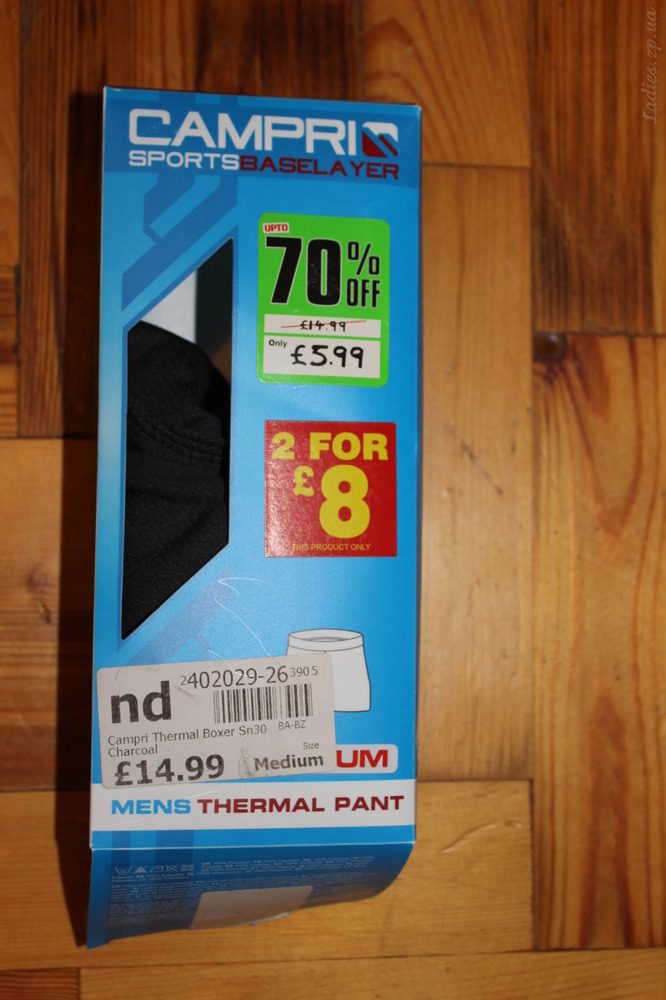 Ladies.zp.ua
CAMPRI
SPORTSBASELAYER
UPTO
70% OFF
£14.99
Only £5.99
2 FOR
£8
THIS PRODUCT ONLY
2402029-26 3905
nd
Campri Thermal Boxer Sn30 BA-BZ
Charcoal
Size
£14.99 Medium UM
MENS THERMAL PANT